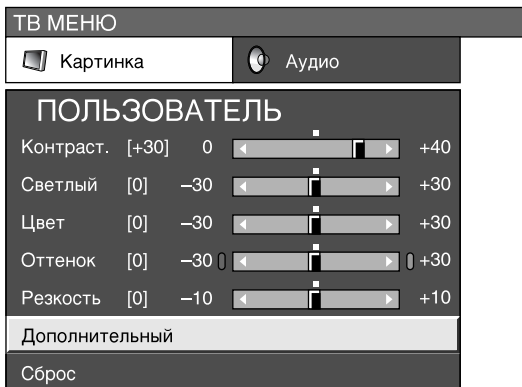 ТВ МЕНЮ
Картинка Аудио
ПОЛЬЗОВАТЕЛЬ
Контраст. [+30] 0 +40
Светлый [0] –30 +30
Цвет [0] –30 +30
Оттенок [0] –30 +30
Резкость [0] –10 +10
Дополнительный
Сброс